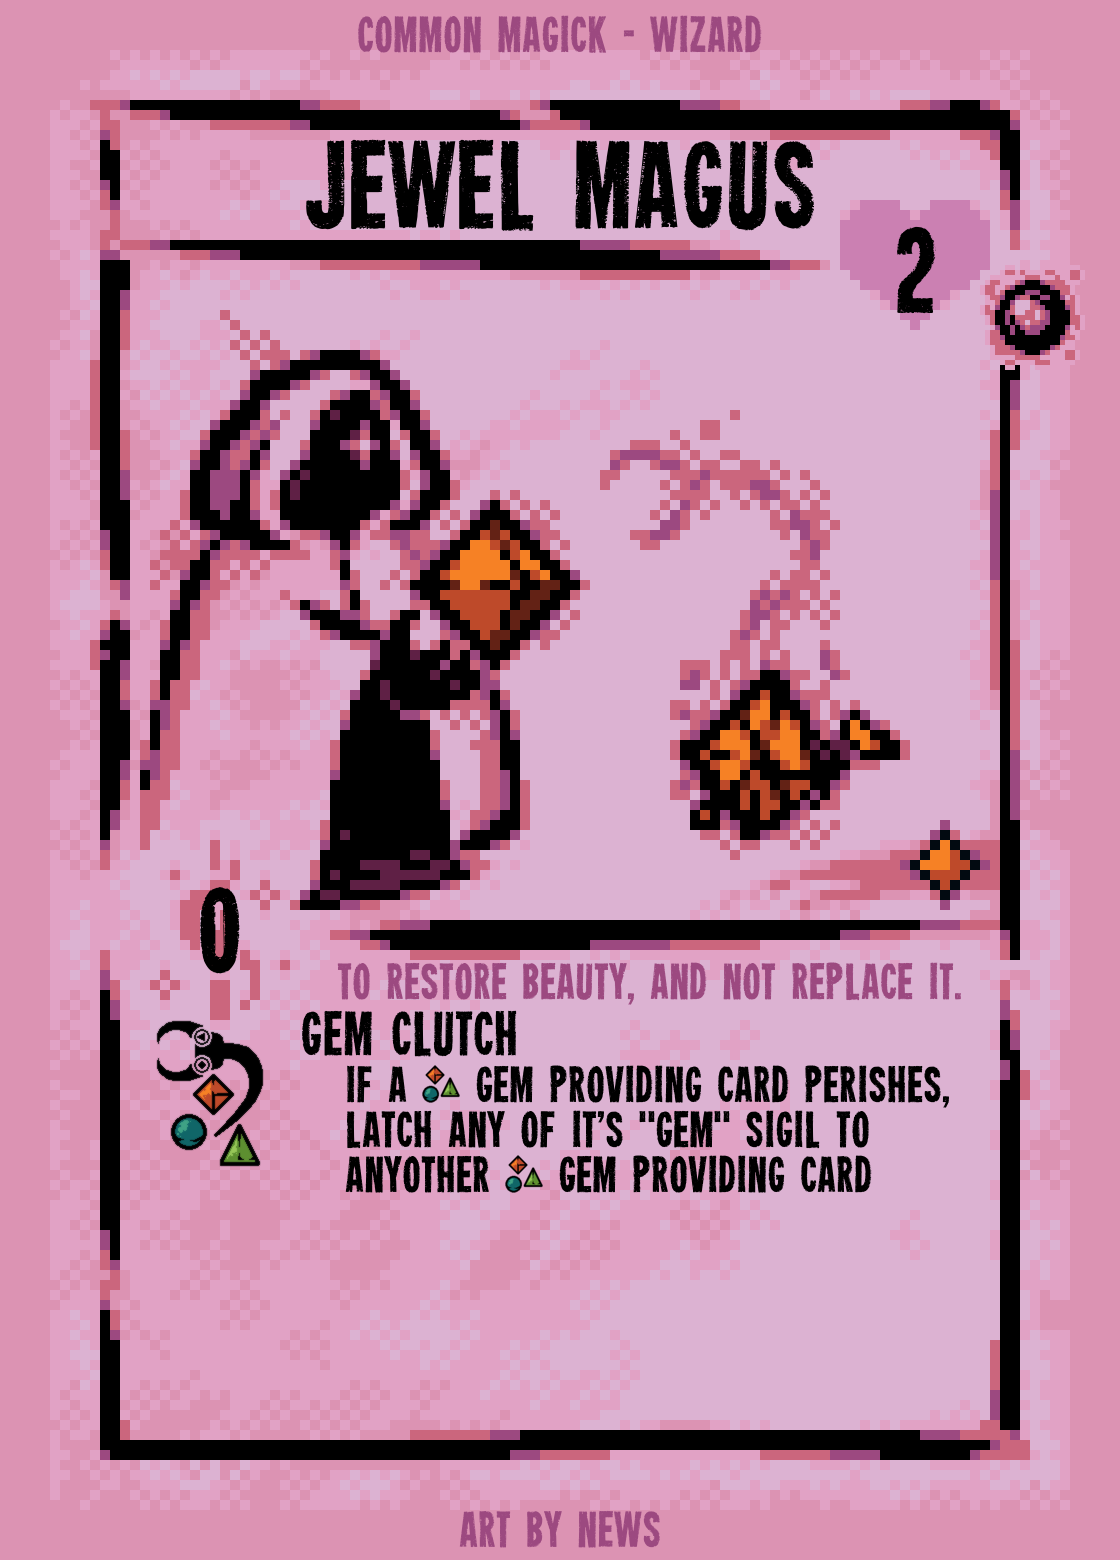 COMMON MAGICK - WIZARD
JEWEL MAGUS
2
0
TO RESTORE BEAUTY, AND NOT REPLACE IT.
GEM CLUTCH
IF A GEM PROVIDING CARD PERISHES,
LATCH ANY OF IT'S "GEM" SIGIL TO
ANYOTHER GEM PROVIDING CARD
ART BY NEWS